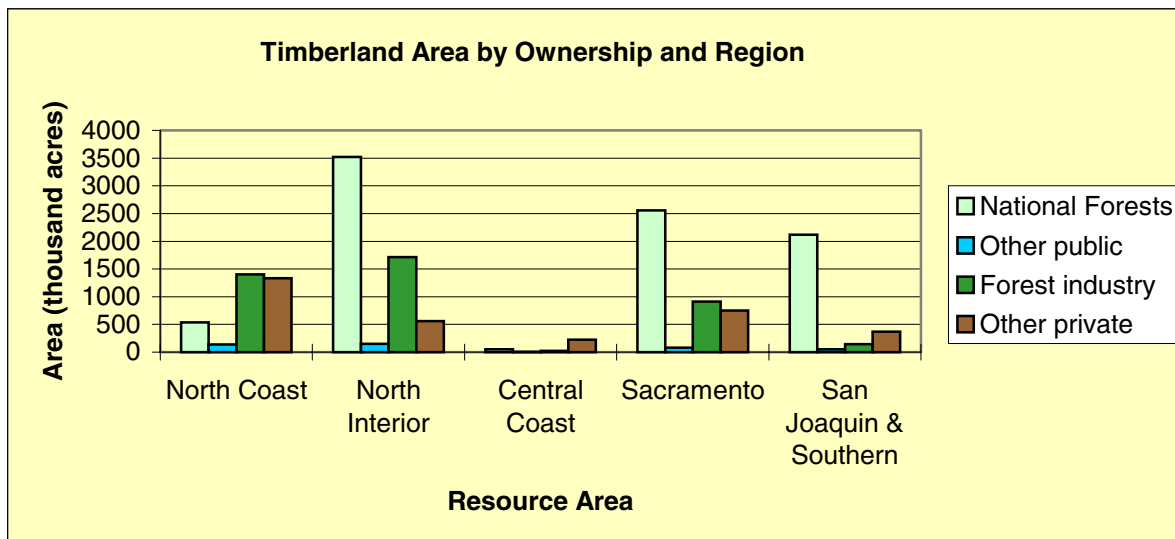 Timberland Area by Ownership and Region
Area (thousand acres)
4000
3500
3000
2500
2000
1500
1000
500
0
North Coast
North
Interior
Central
Coast
Sacramento
San
Joaquin &
Southern
Resource Area
National Forests
Other public
Forest industry
Other private